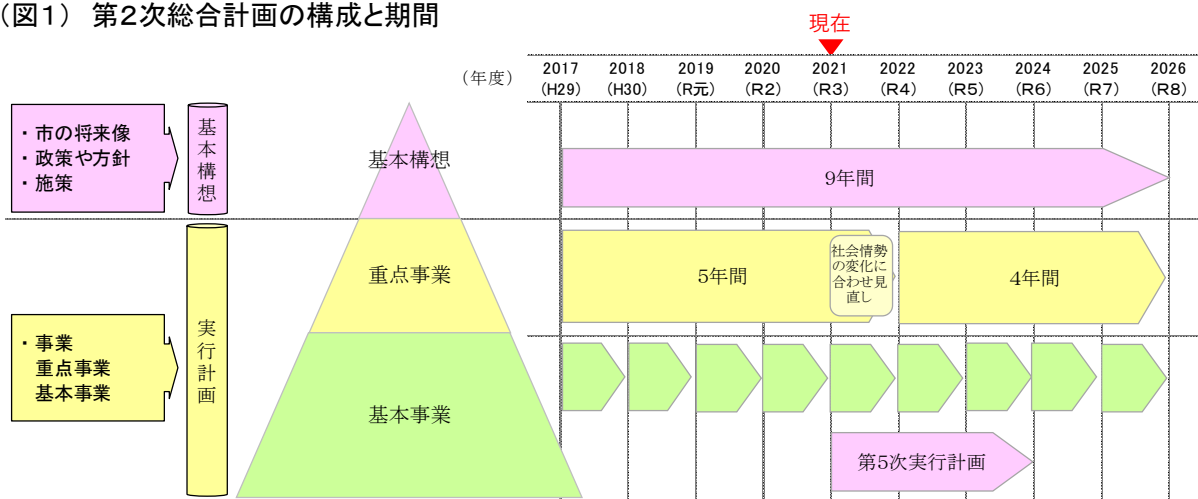 (図1) 第2次総合計画の構成と期間
現在
(年度)
2017 2018 2019 2020 2021 2022 2023 2024 2025 2026
(H29) (H30) (R元) (R2) (R3) (R4) (R5) (R6) (R7) (R8)
・市の将来像
・政策や方針
・施策
基本構想
基本構想
9年間
重点事業
5年間
社会情勢
の変化に
合わせ見
直し
4年間
・事業
重点事業
基本事業
実行計画
基本事業
第5次実行計画